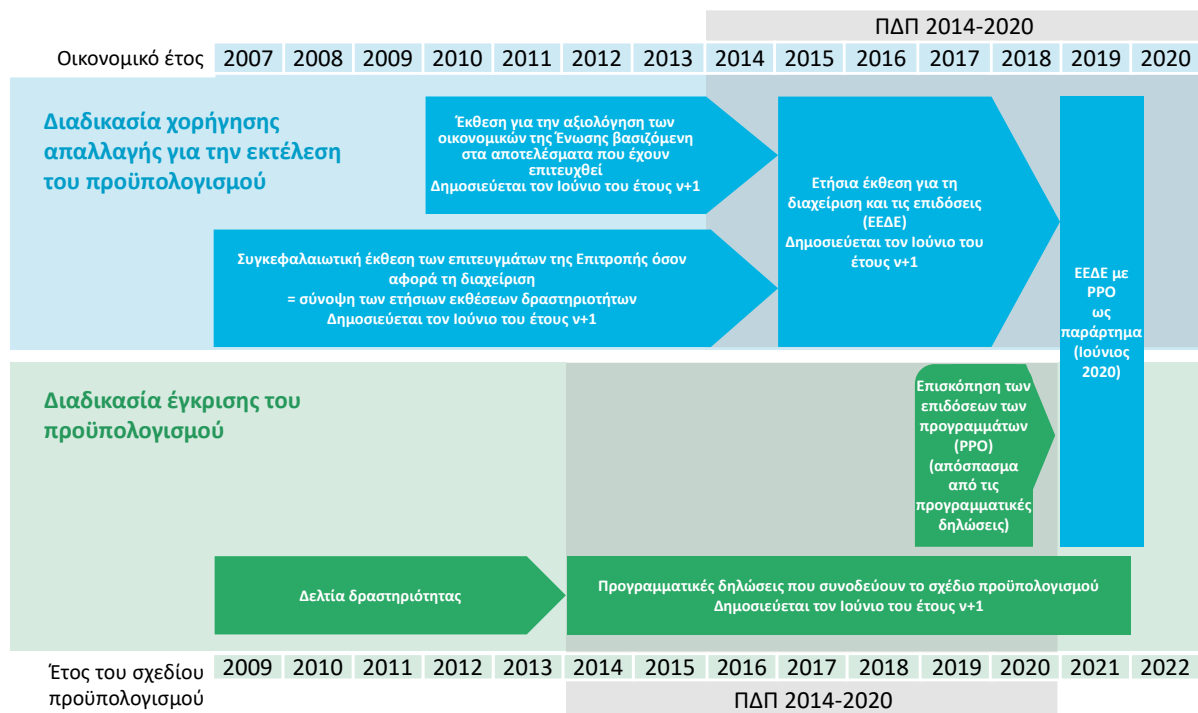 ΠΔΠ 2014-2020
Οικονομικό έτος 2007 2008 2009 2010 2011 2012 2013 2014 2015 2016 2017 2018 2019 2020
Διαδικασία χορήγησης
απαλλαγής για την εκτέλεση
του προϋπολογισμού
Έκθεση για την αξιολόγηση των
οικονομικών της Ένωσης βασιζόμενη
στα αποτελέσματα που έχουν
επιτευχθεί
Δημοσιεύεται τον Ιούνιο του έτους ν+1
Συγκεφαλαιωτική έκθεση των επιτευγμάτων της Επιτροπής όσον
αφορά τη διαχείριση
= σύνοψη των ετήσιων εκθέσεων δραστηριοτήτων
Δημοσιεύεται τον Ιούνιο του έτους ν+1
Ετήσια έκθεση για τη
διαχείριση και τις επιδόσεις
(ΕΕΔΕ)
Δημοσιεύεται τον Ιούνιο του
έτους ν+1
ΕΕΔΕ με
PPO
ως
παράρτημα
(Ιούνιος
2020)
Διαδικασία έγκρισης του
προϋπολογισμού
Επισκόπηση των
επιδόσεων των
προγραμμάτων
(PPO)
(απόσπασμα
από τις
προγραμματικές
δηλώσεις)
Δελτία δραστηριότητας
Προγραμματικές δηλώσεις που συνοδεύουν το σχέδιο προϋπολογισμού
Δημοσιεύεται τον Ιούνιο του έτους ν+1
Έτος του σχεδίου
προϋπολογισμού
2009 2010 2011 2012 2013 2014 2015 2016 2017 2018 2019 2020 2021 2022
ΠΔΠ 2014-2020